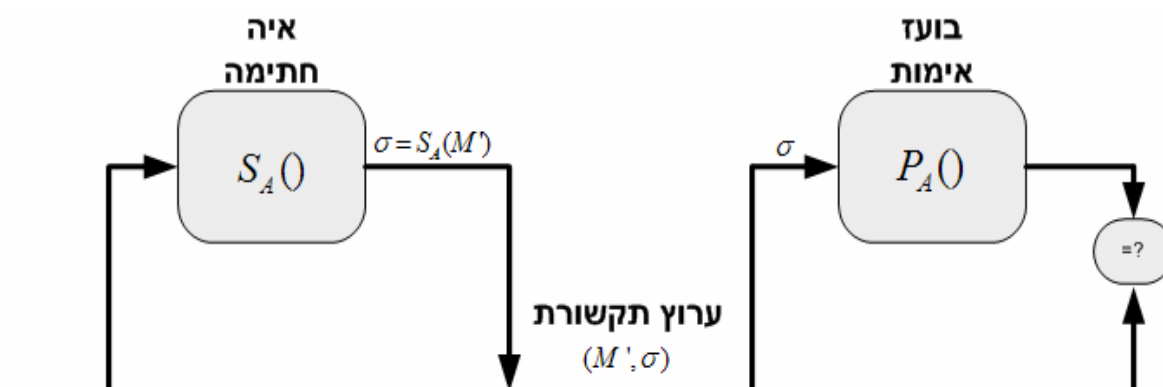 איה
חתימה
S_A()
σ=S_A(M')
בועז
אימות
σ
P_A()
=?
ערוץ תקשורת
(M',σ)